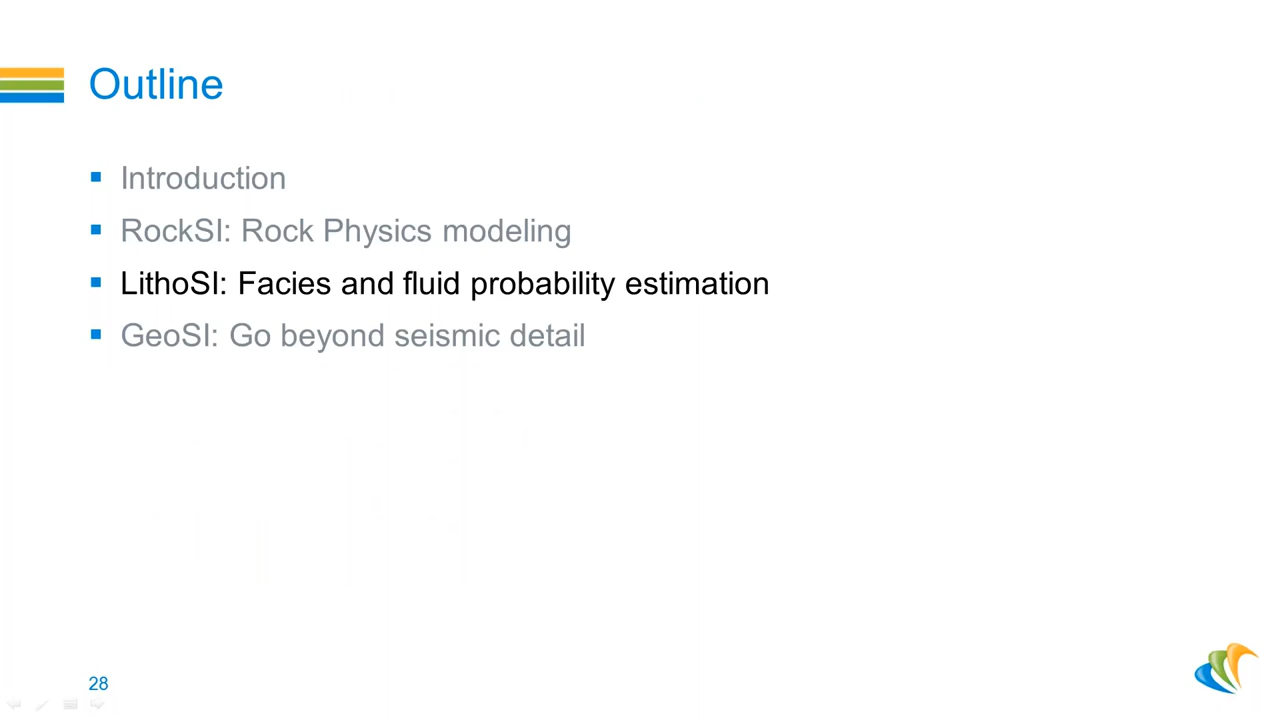 Outline
Introduction
RockSI: Rock Physics modeling
LithoSI: Facies and fluid probability estimation
GeoSI: Go beyond seismic detail
28